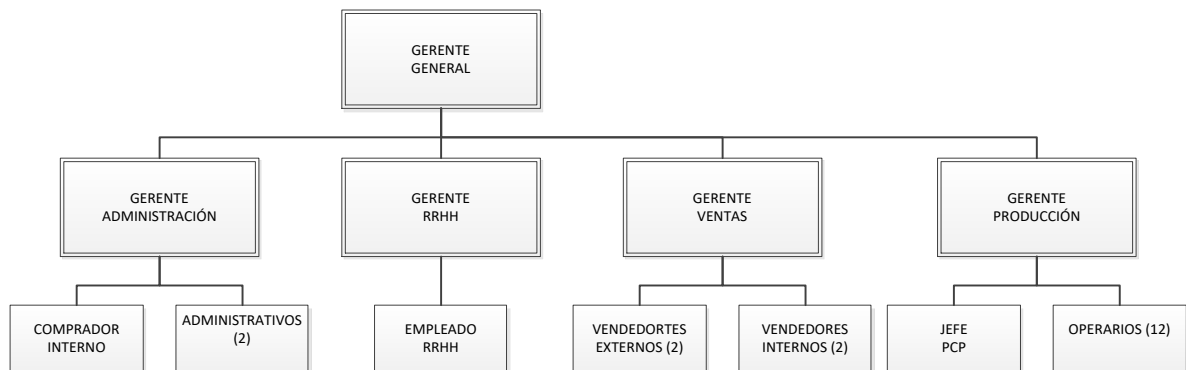 GERENTE
GENERAL
GERENTE
ADMINISTRACIÓN
GERENTE
RRHH
GERENTE
VENTAS
GERENTE
PRODUCCIÓN
COMPRADOR
INTERNO
ADMINISTRATIVOS
(2)
EMPLEADO
RRHH
VENDEDORTES
EXTERNOS (2)
VENDEDORES
INTERNOS (2)
JEFE
PCP
OPERARIOS (12)